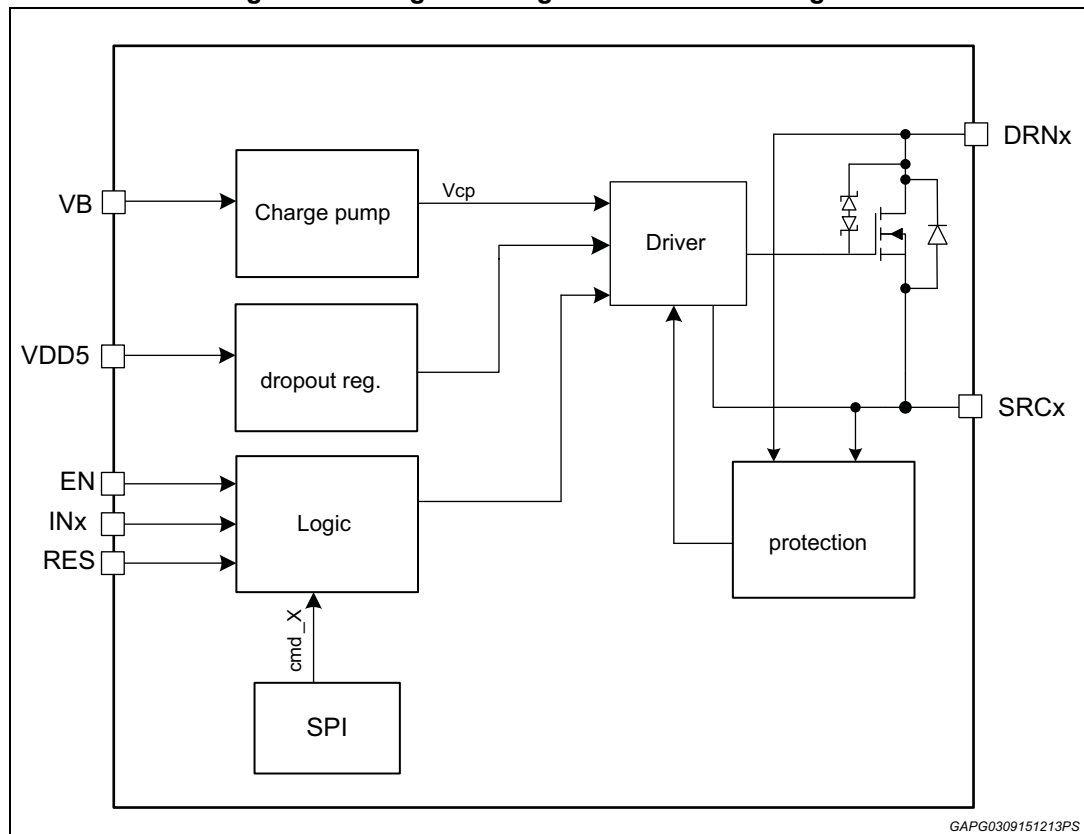 DRNx
VB
Vcp
Charge pump
Driver
VDD5
dropout reg.
SRCx
EN
INx
RES
Logic
protection
cmd_X
SPI
GAPG0309151213PS